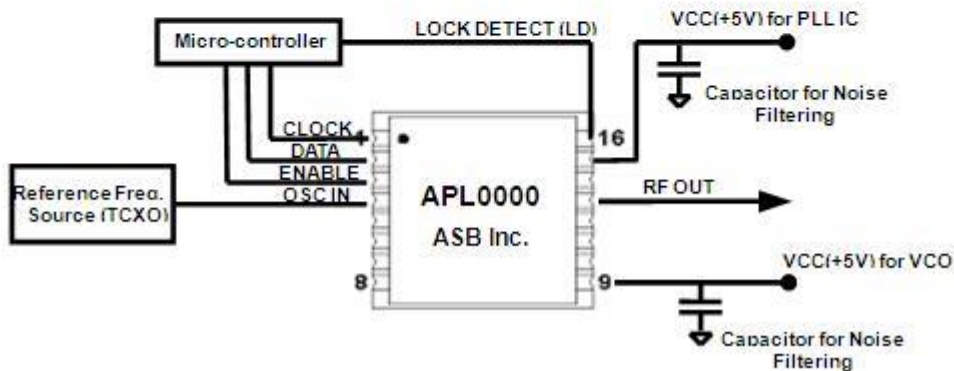 Micro-controller
LOCK DETECT (LD)
VCC(+5V) for PLL IC
Capacitor for Noise
Filtering
CLOCK
1
16
DATA
ENABLE
OSC IN
Reference Freq.
Source (TCXO)
APL0000
ASB Inc.
RF OUT
8
9
VCC(+5V) for VCO
Capacitor for Noise
Filtering